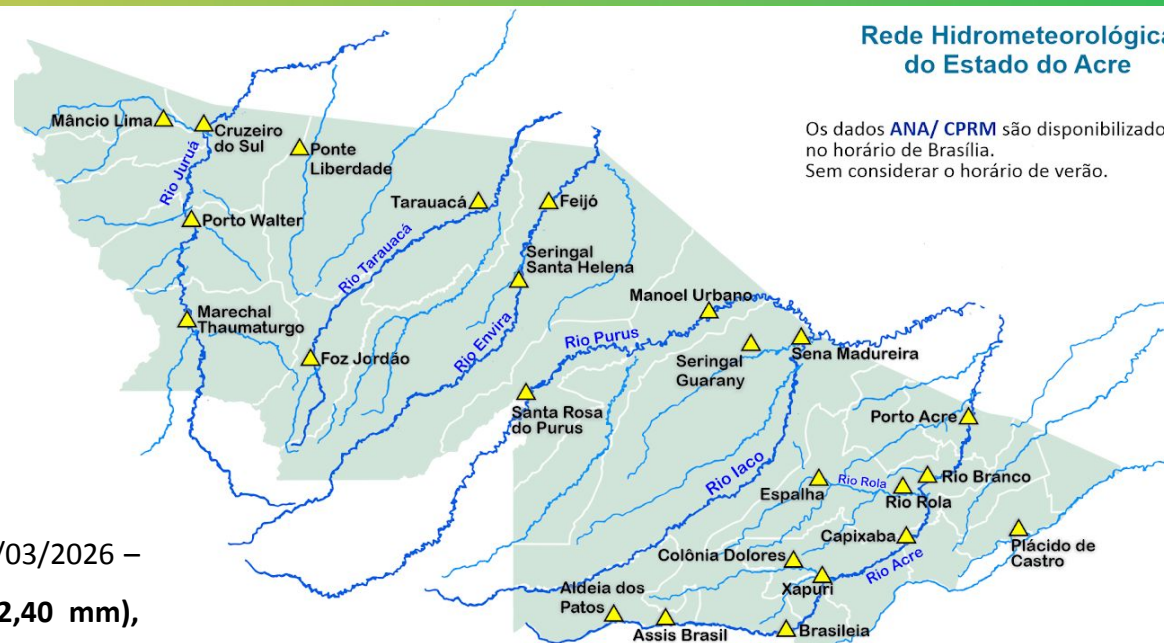 Rede Hidrometeorológica
do Estado do Acre
Os dados ANA/ CPRM são disponibilizado
no horário de Brasília.
Sem considerar o horário de verão.
Mâncio Lima
Cruzeiro
do Sul
Ponte
Liberdade
Rio Juruá
Porto Walter
Tarauacá
Feijó
Rio Tarauacá
Seringal
Santa Helena
Marechal
Thaumaturgo
Foz Jordão
Rio Envira
Manoel Urbano
Rio Purus
Seringal
Guarany
Sena Madureira
Santa Rosa
do Purus
Porto Acre
Rio Iaco
Espalha
Rio Rola
Rio Rola
Rio Branco
Capixaba
Plácido de
Castro
Colônia Dolores
Rio Acre
Xapuri
Aldeia dos
Patos
Assis Brasil
Brasileia
/03/2026 –
2,40 mm),